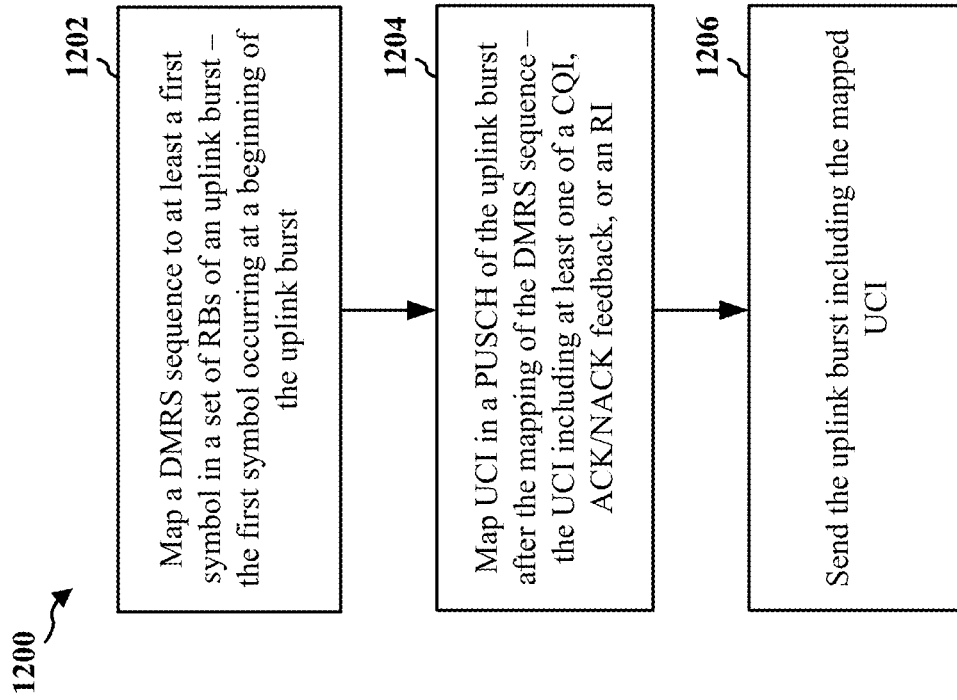 1200
1202
Map a DMRS sequence to at least a first
symbol in a set of RBs of an uplink burst –
the first symbol occurring at a beginning of
the uplink burst
1204
Map UCI in a PUSCH of the uplink burst
after the mapping of the DMRS sequence –
the UCI including at least one of a CQI,
ACK/NACK feedback, or an RI
1206
Send the uplink burst including the mapped
UCI